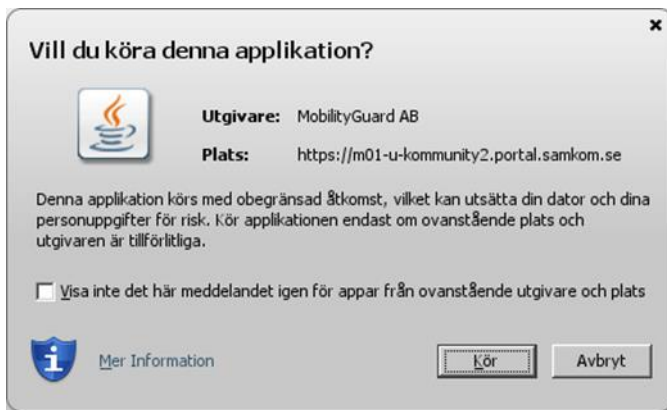 Vill du köra denna applikation?
Utgivare: MobilityGuard AB
Plats: https://m01-u-kommunity2.portal.samkom.se
Denna applikation körs med obegränsad åtkomst, vilket kan utsätta din dator och dina
personuppgifter för risk. Kör applikationen endast om ovanstående plats och
utgivaren är tillförlitliga.
Visa inte det här meddelandet igen för appar från ovanstående utgivare och plats
Mer Information
Kör
Avbryt